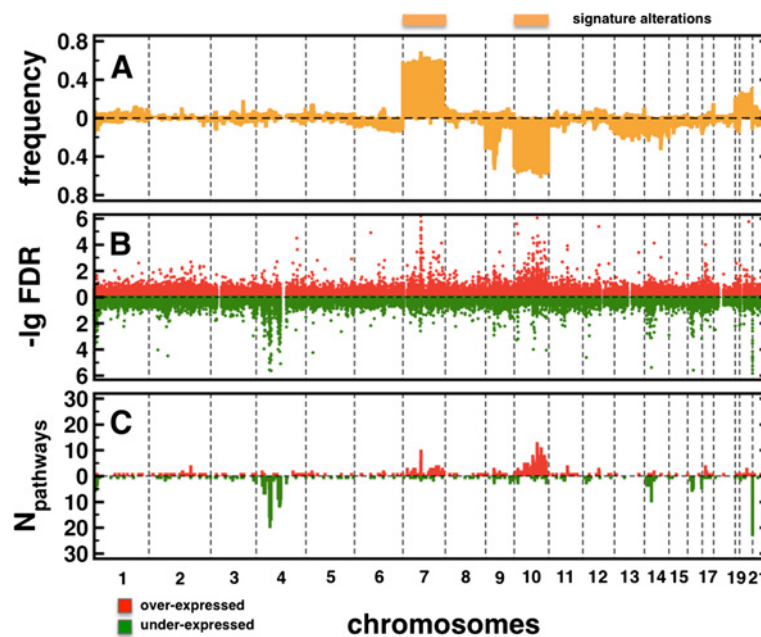 signature alterations
A
frequency
0.8
0.4
0
0.4
0.8
B
-lg FDR
6
4
2
0
2
4
6
C
Npathways
30
20
10
0
10
20
30
1 2 3 4 5 6 7 8 9 10 11 12 13 14 15 17 19 21
over-expressed
under-expressed
chromosomes